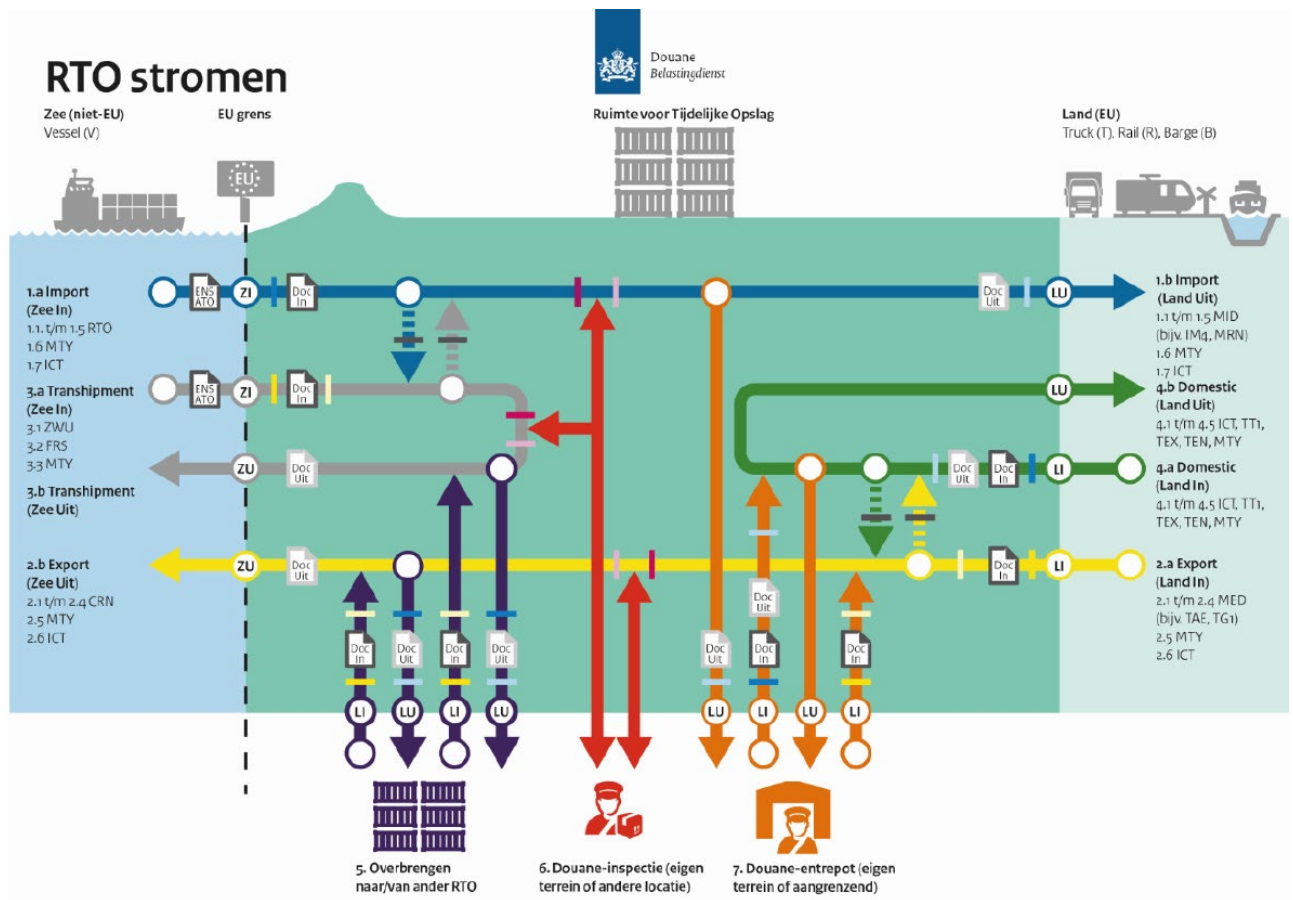 RTO stromen
Douane
Belastingdienst
Zee (niet-EU)
Vessel (V)
EU grens
Ruimte voor Tijdelijke Opslag
Land (EU)
Truck (T), Rail (R), Barge (B)
EU
1.a Import
(Zee In)
1.1. t/m 1.5 RTO
1.6 MTY
1.7 ICT
ENS
ATO
ZI
Doc
In
Doc
Uit
LU
1.b Import
(Land Uit)
1.1 t/m 1.5 MID
(bijv. IM4, MRN)
1.6 MTY
1.7 ICT
3.a Transhipment
(Zee In)
3.1 ZWU
3.2 FRS
3.3 MTY
ENS
ATO
ZI
Doc
In
LU
4.b Domestic
(Land Uit)
4.1 t/m 4.5 ICT, TT1,
TEX, TEN, MTY
3.b Transhipment
(Zee Uit)
ZU
Doc
Uit
Doc
Uit
Doc
In
LI
4.a Domestic
(Land In)
4.1 t/m 4.5 ICT, TT1,
TEX, TEN, MTY
2.b Export
(Zee Uit)
2.1 t/m 2.4 CRN
2.5 MTY
2.6 ICT
ZU
Doc
Uit
Doc
In
LI
2.a Export
(Land In)
2.1 t/m 2.4 MED
(bijv. TAE, TG1)
2.5 MTY
2.6 ICT
Doc
Uit
Doc
In
Doc
Uit
Doc
In
Doc
Uit
Doc
Uit
Doc
In
Doc
In
LI
LU
LI
LU
LU
LI
LU
LI
5. Overbrengen
naar/van ander RTO
6. Douane-inspectie (eigen
terrein of andere locatie)
7. Douane-entrepot (eigen
terrein of aangrenzend)